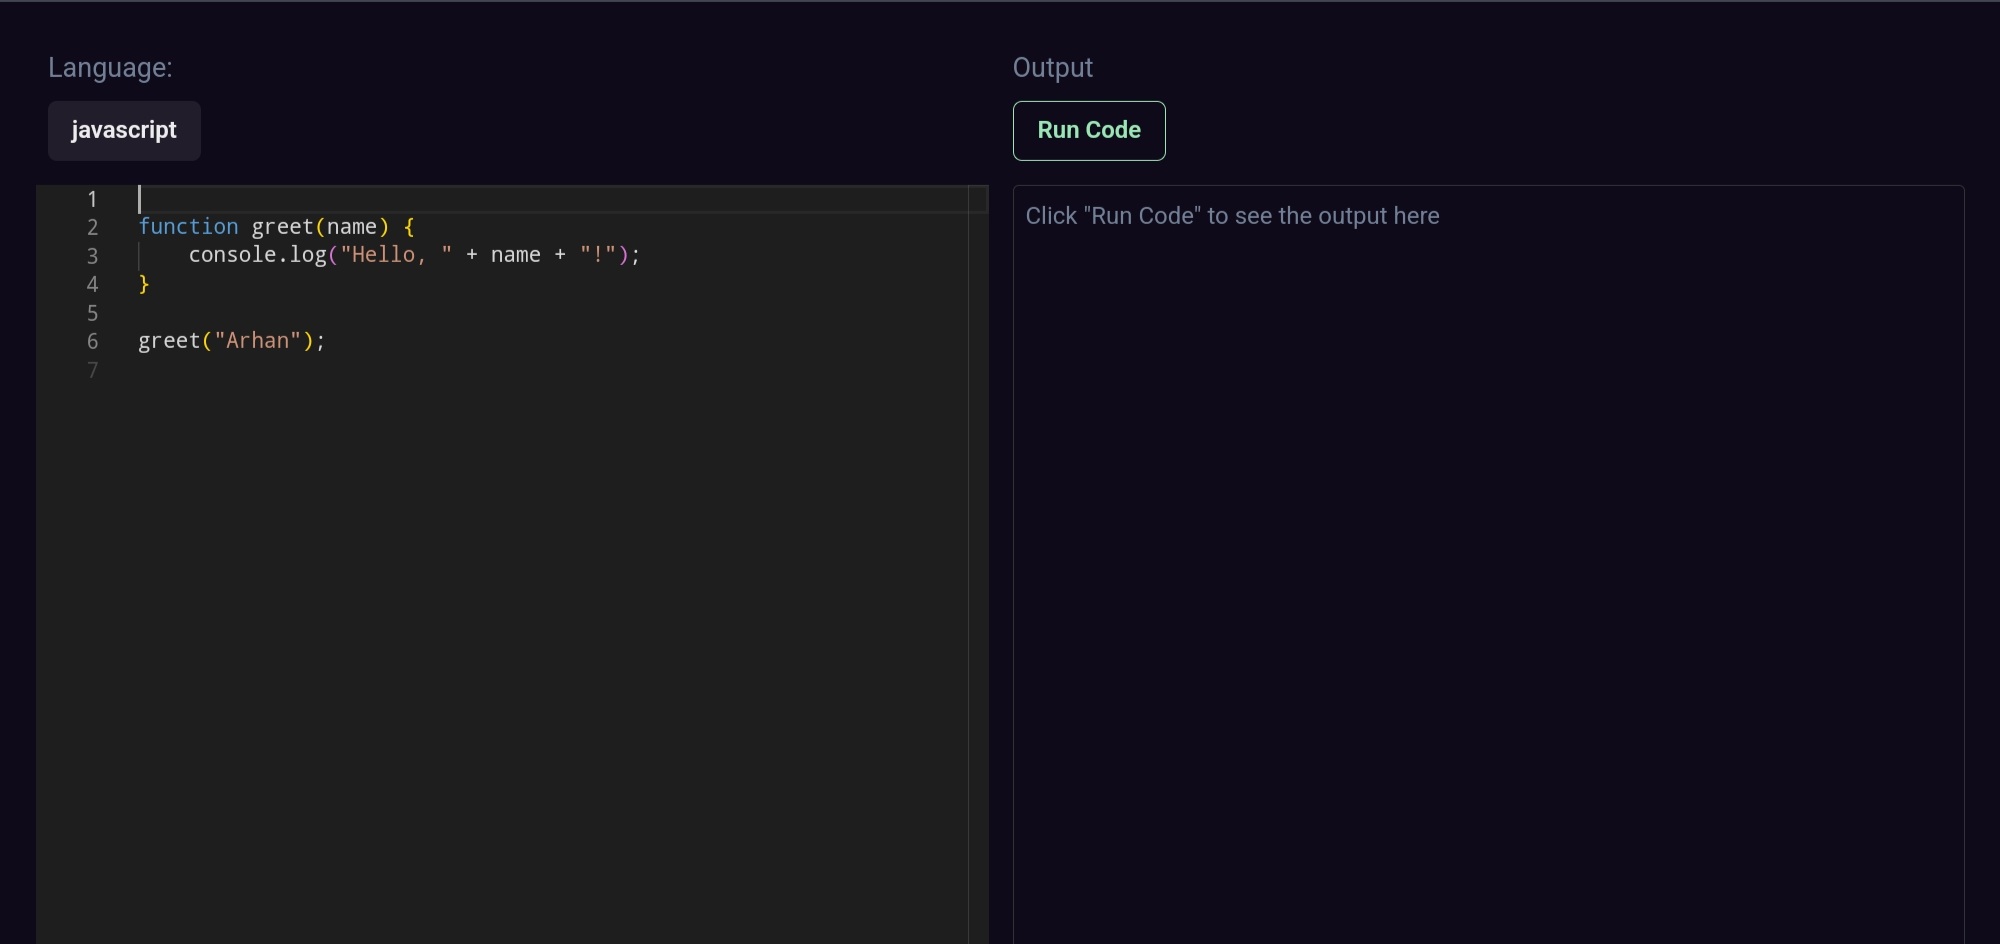 Language:
javascript
1
2 function greet(name) {
3     console.log("Hello, " + name + "!");
4 }
5
6 greet("Arhan");
7
Output
Run Code
Click "Run Code" to see the output here